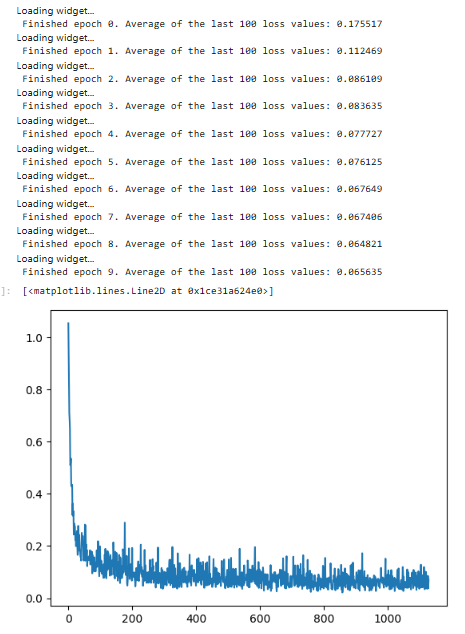 Loading widget...
Finished epoch 0. Average of the last 100 loss values: 0.175517
Loading widget...
Finished epoch 1. Average of the last 100 loss values: 0.112469
Loading widget...
Finished epoch 2. Average of the last 100 loss values: 0.086109
Loading widget...
Finished epoch 3. Average of the last 100 loss values: 0.083635
Loading widget...
Finished epoch 4. Average of the last 100 loss values: 0.077727
Loading widget...
Finished epoch 5. Average of the last 100 loss values: 0.076125
Loading widget...
Finished epoch 6. Average of the last 100 loss values: 0.067649
Loading widget...
Finished epoch 7. Average of the last 100 loss values: 0.067406
Loading widget...
Finished epoch 8. Average of the last 100 loss values: 0.064821
Loading widget...
Finished epoch 9. Average of the last 100 loss values: 0.065635
]: [<matplotlib.lines.Line2D at 0x1ce31a624e0>]
1.0
0.8
0.6
0.4
0.2
0.0
0 200 400 600 800 1000